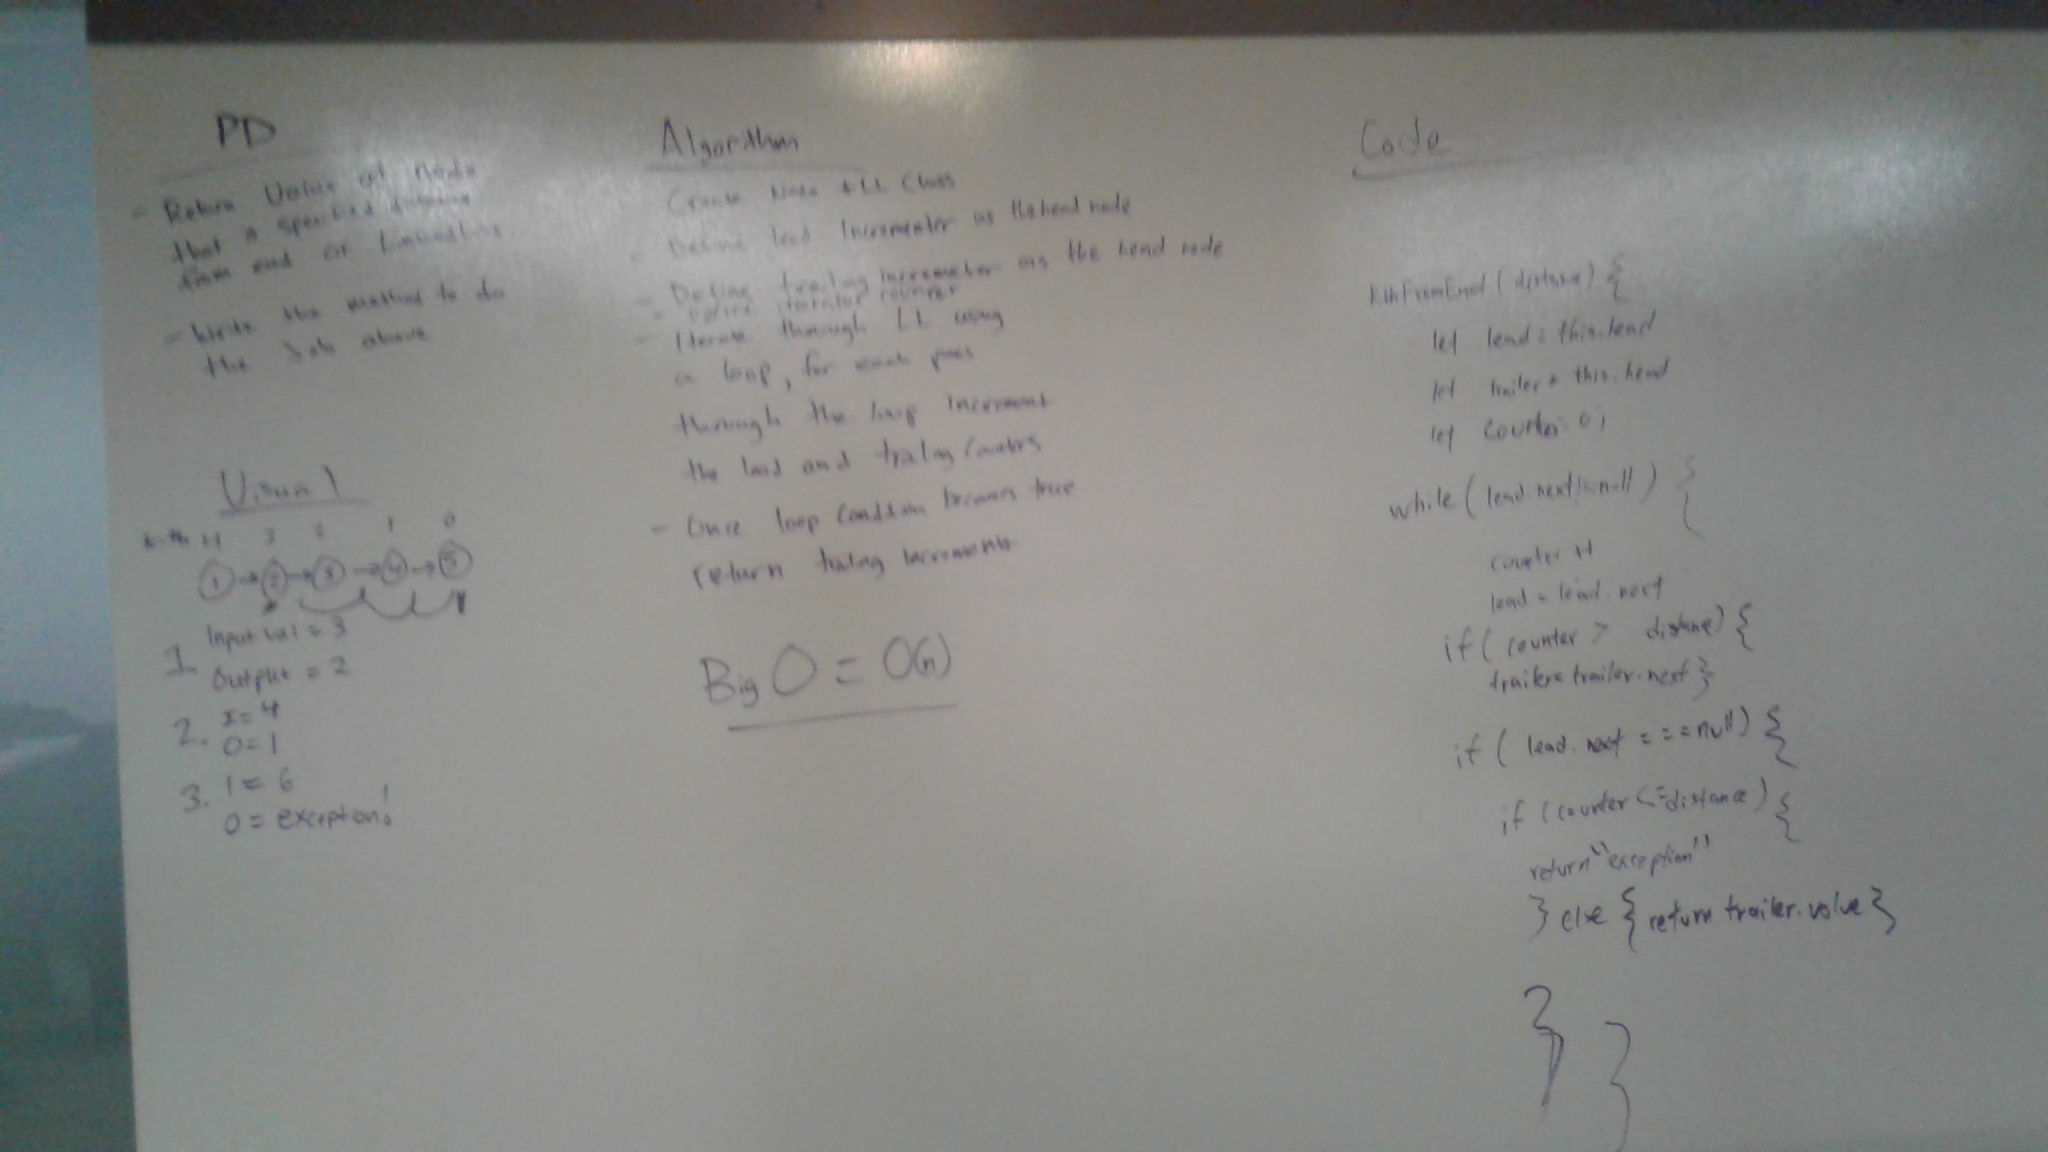 PD
- Return Value of Node
that a specified distance
from end of Linkedlist
- Write the method to do
the job above
Visual
4 3 2 1 0
1 → 2 → 3 → 4 → 5
1. Input val = 3
Output = 2
2. I = 4
O = 1
3. I = 6
O = exception!
Algorithm
Create Node + LL Class
- Define lead Incrementer as the head node
- Define trailing incrementer as the head node
- Define iterator counter
- Iterate through LL using
a loop, for each pass
through the loop increment
the lead and trailing counters
- Once loop condition becomes true
return trailing incrementer
Big O = O(n)
Code
KthFromEnd (distance) {
let lead = this.head
let trailer = this.head
let counter = 0;
while (lead.next != null) {
counter ++
lead = lead.next
if ( counter > distane) {
trailer = trailer.next }
if ( lead.next === null) {
if (counter <= distance) {
return "exception"
} else { return trailer.value }
}
}